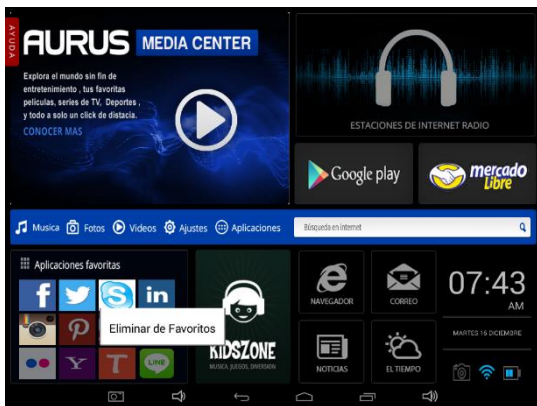 AYUDA
AURUS MEDIA CENTER
Explora el mundo sin fin de
entretenimiento , tus favoritas
peliculas, series de TV, Deportes ,
y todo a solo un click de distacia.
CONOCER MAS
ESTACIONES DE INTERNET RADIO
Google play
mercado
Libre
Musica
Fotos
Videos
Ajustes
Aplicaciones
Búsqueda en internet
Aplicaciones favoritas
f
S
in
Eliminar de Favoritos
Y
T
LINE
KIDSZONE
MUSICA, JUEGOS, DIVERSION
NAVEGADOR
CORREO
NOTICIAS
EL TIEMPO
07:43
AM
MARTES 16 DICIEMBRE